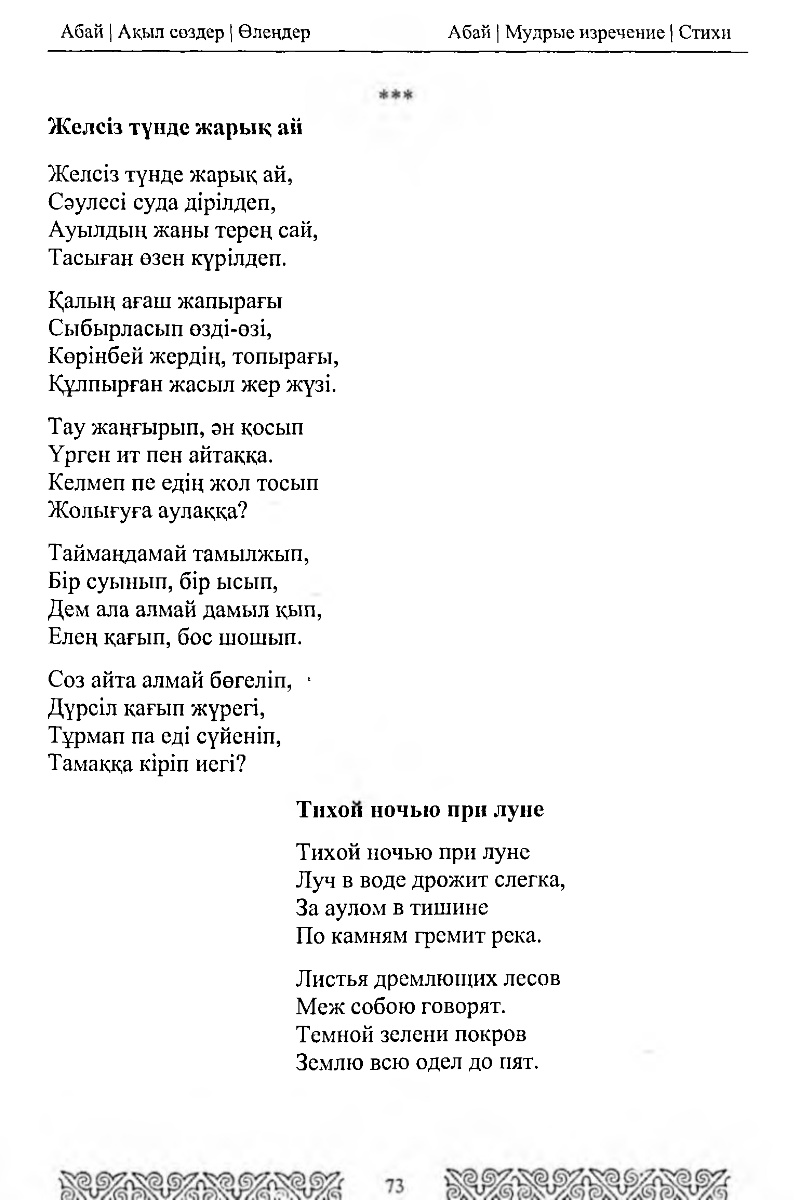 Абай | Ақыл сөздер | Өлеңдер
Абай | Мудрые изречение | Стихи
***
Желсіз түнде жарық ай
Желсіз түнде жарық ай,
Сәулесі суда дірілдеп,
Ауылдың жаны терең сай,
Тасыған өзен күрілдеп.
Қалың ағаш жапырағы
Сыбырласып өзді-өзі,
Көрінбей жердің, топырағы,
Құлпырған жасыл жер жүзі.
Тау жаңғырып, ән қосып
Үрген ит пен айтаққа.
Келмеп пе едің жол тосып
Жолығуға аулаққа?
Таймаңдамай тамылжып,
Бір суынып, бір ысып,
Дем ала алмай дамыл қып,
Елең қағып, бос шошып.
Соз айта алмай бөгеліп,
Дүрсіл қағып жүрегі,
Тұрмап па еді сүйеніп,
Тамаққа кіріп иегі?
Тихой ночью при луне
Тихой ночью при луне
Луч в воде дрожит слегка,
За аулом в тишине
По камням гремит река.
Листья дремлющих лесов
Меж собою говорят.
Темной зелени покров
Землю всю одел до пят.
73